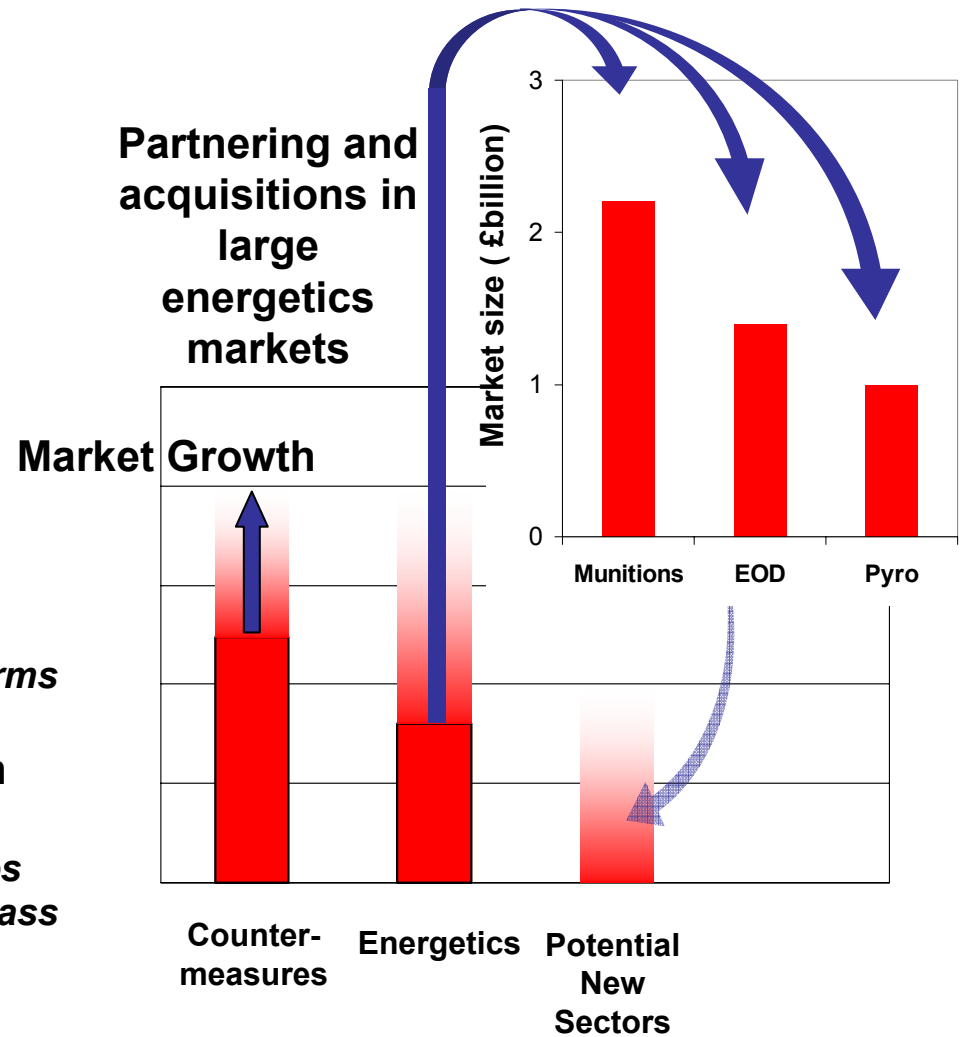 Partnering and
acquisitions in
large
energetics
markets
Market Growth
Market size ( £billion)
3
2
1
0
Munitions EOD Pyro
Counter-
measures
Energetics
Potential
New
Sectors